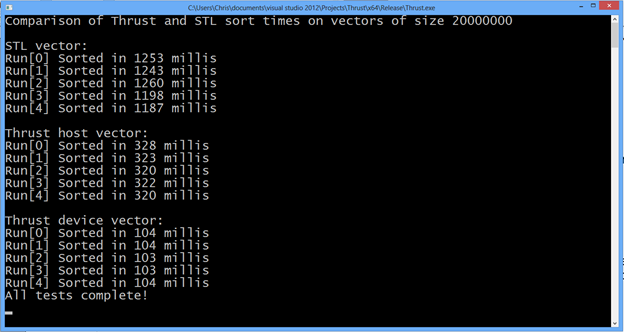 C:\Users\Chris\documents\visual studio 2012\Projects\Thrust\x64\Release\Thrust.exe
Comparison of Thrust and STL sort times on vectors of size 20000000
STL vector:
Run[0] Sorted in 1253 millis
Run[1] Sorted in 1243 millis
Run[2] Sorted in 1260 millis
Run[3] Sorted in 1198 millis
Run[4] Sorted in 1187 millis
Thrust host vector:
Run[0] Sorted in 328 millis
Run[1] Sorted in 323 millis
Run[2] Sorted in 320 millis
Run[3] Sorted in 322 millis
Run[4] Sorted in 320 millis
Thrust device vector:
Run[0] Sorted in 104 millis
Run[1] Sorted in 104 millis
Run[2] Sorted in 103 millis
Run[3] Sorted in 103 millis
Run[4] Sorted in 104 millis
All tests complete!